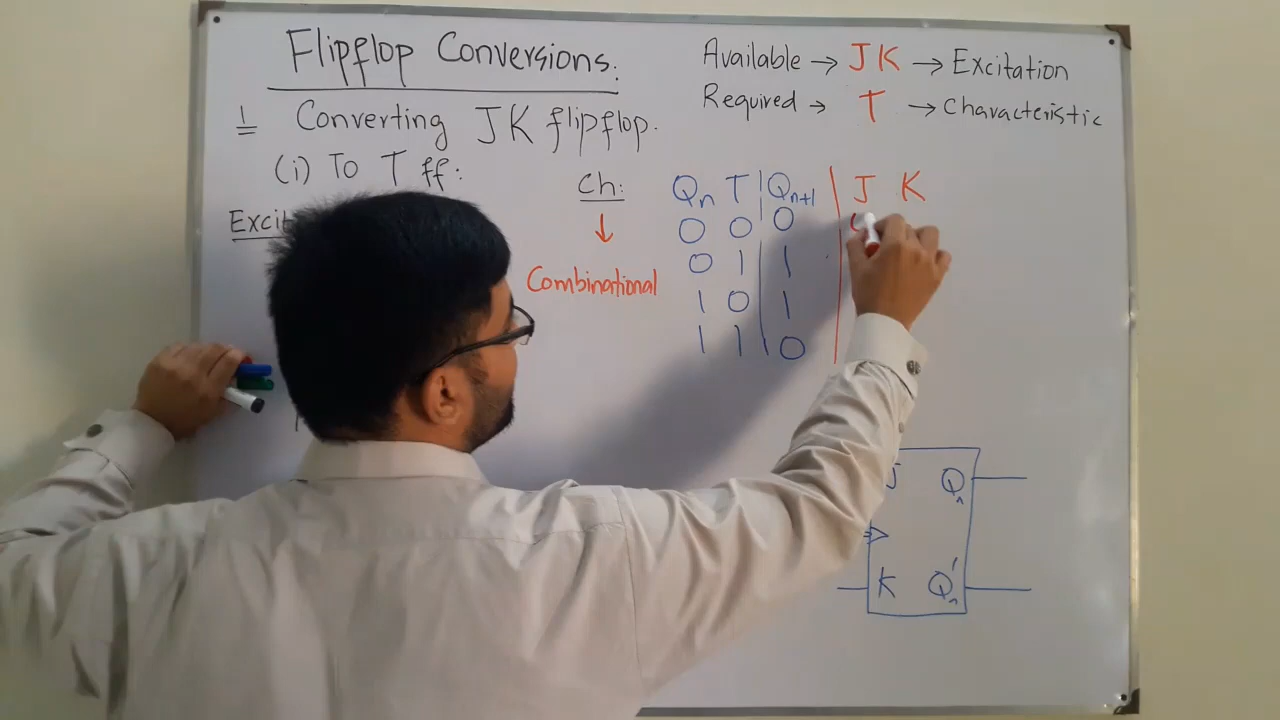 Flipflop Conversions.
Available → JK → Excitation
Required → T → Characteristic
1 Converting JK flipflop.
(i) To T ff:
Ch:
↓
Combinational
Qn T Qn+1 J K
0 0 0
0 1 1
1 0 1
1 1 0
J Qn
K Qn'